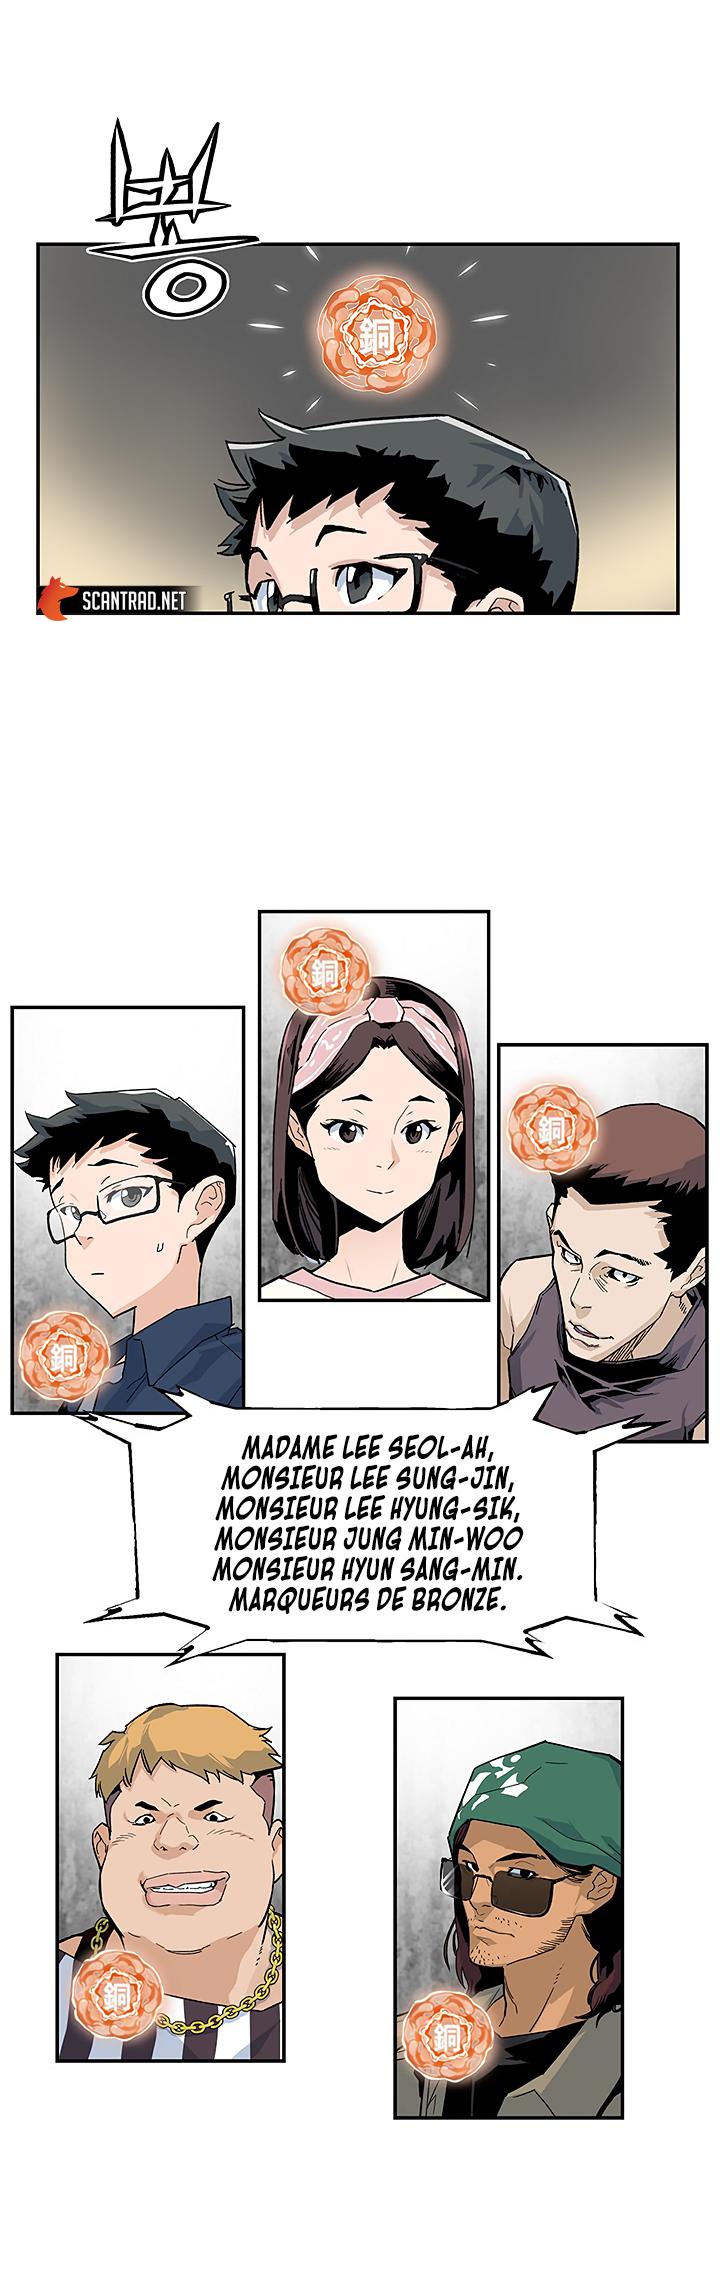 뿅
銅
SCANTRAD.NET
銅
銅
銅
MADAME LEE SEOL-AH,
MONSIEUR LEE SUNG-JIN,
MONSIEUR LEE HYUNG-SIK,
MONSIEUR JUNG MIN-WOO
MONSIEUR HYUN SANG-MIN.
MARQUEURS DE BRONZE.
銅
銅